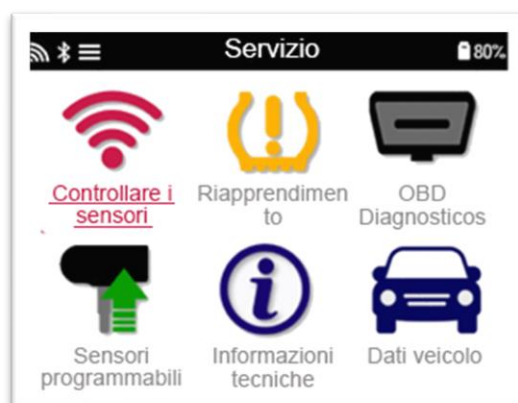 Servizio
80%
Controllare i
sensori
Riapprendimen
to
OBD
Diagnosticos
Sensori
programmabili
Informazioni
tecniche
Dati veicolo